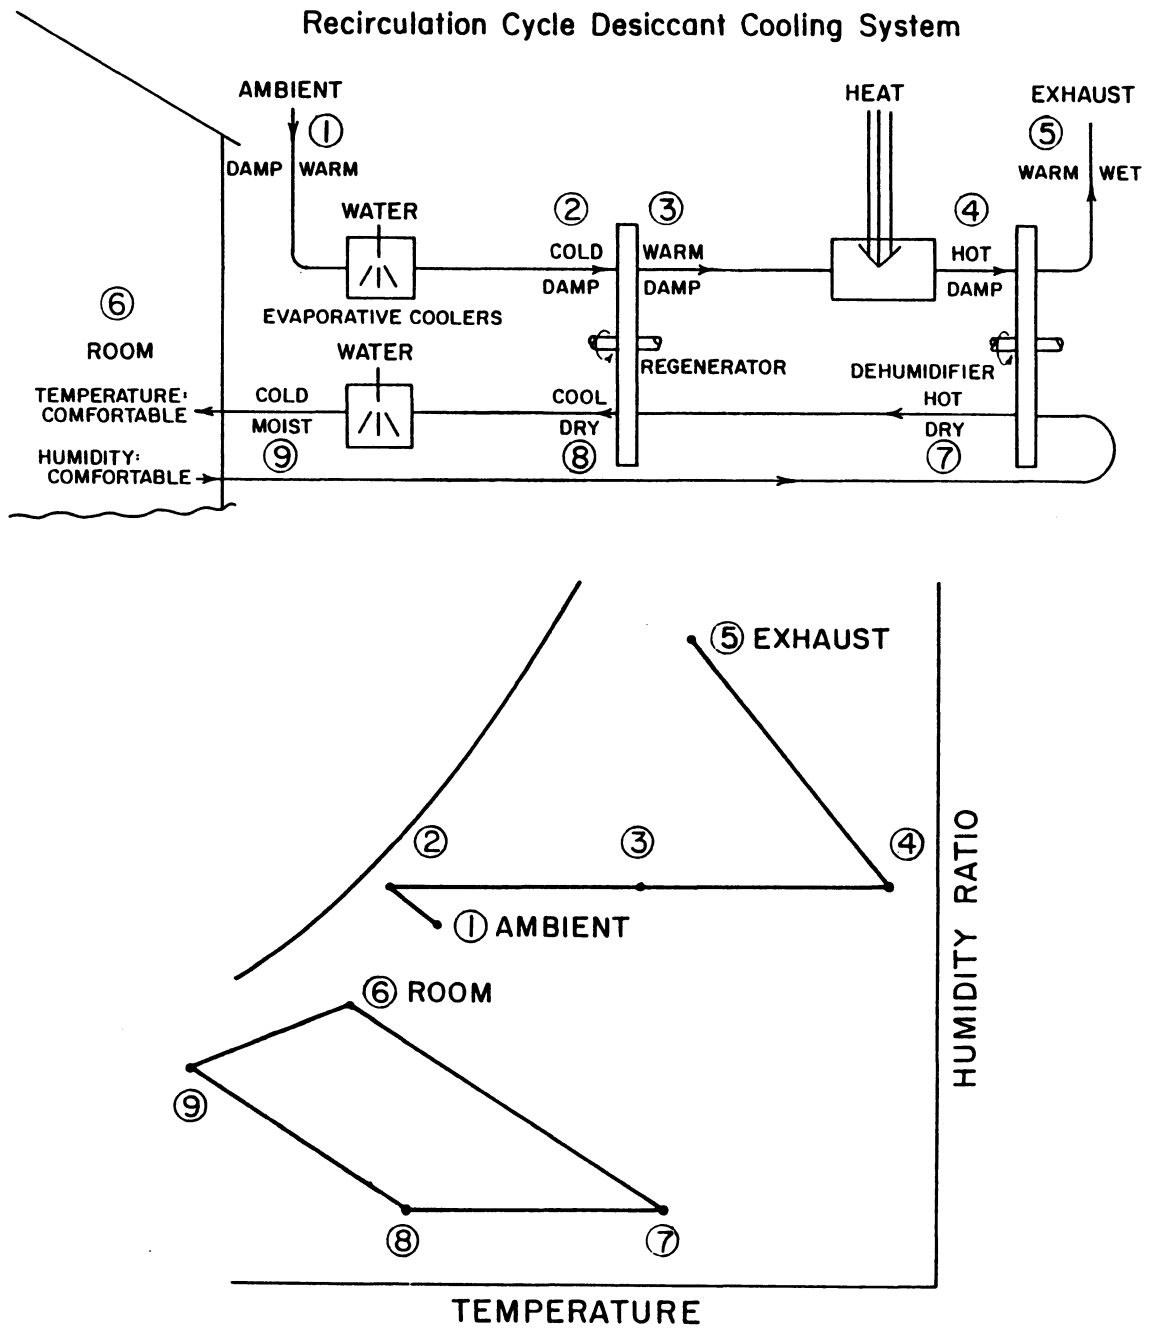 Recirculation Cycle Desiccant Cooling System
AMBIENT
HEAT
EXHAUST
①
⑤
DAMP WARM
WARM WET
WATER
②
③
④
COLD
WARM
HOT
DAMP
DAMP
DAMP
⑥
EVAPORATIVE COOLERS
ROOM
WATER
REGENERATOR
DEHUMIDIFIER
TEMPERATURE:
COMFORTABLE
COLD
COOL
HOT
MOIST
DRY
DRY
⑨
⑧
⑦
HUMIDITY:
COMFORTABLE
⑤ EXHAUST
②
③
④
① AMBIENT
⑥ ROOM
⑨
⑧
⑦
HUMIDITY RATIO
TEMPERATURE